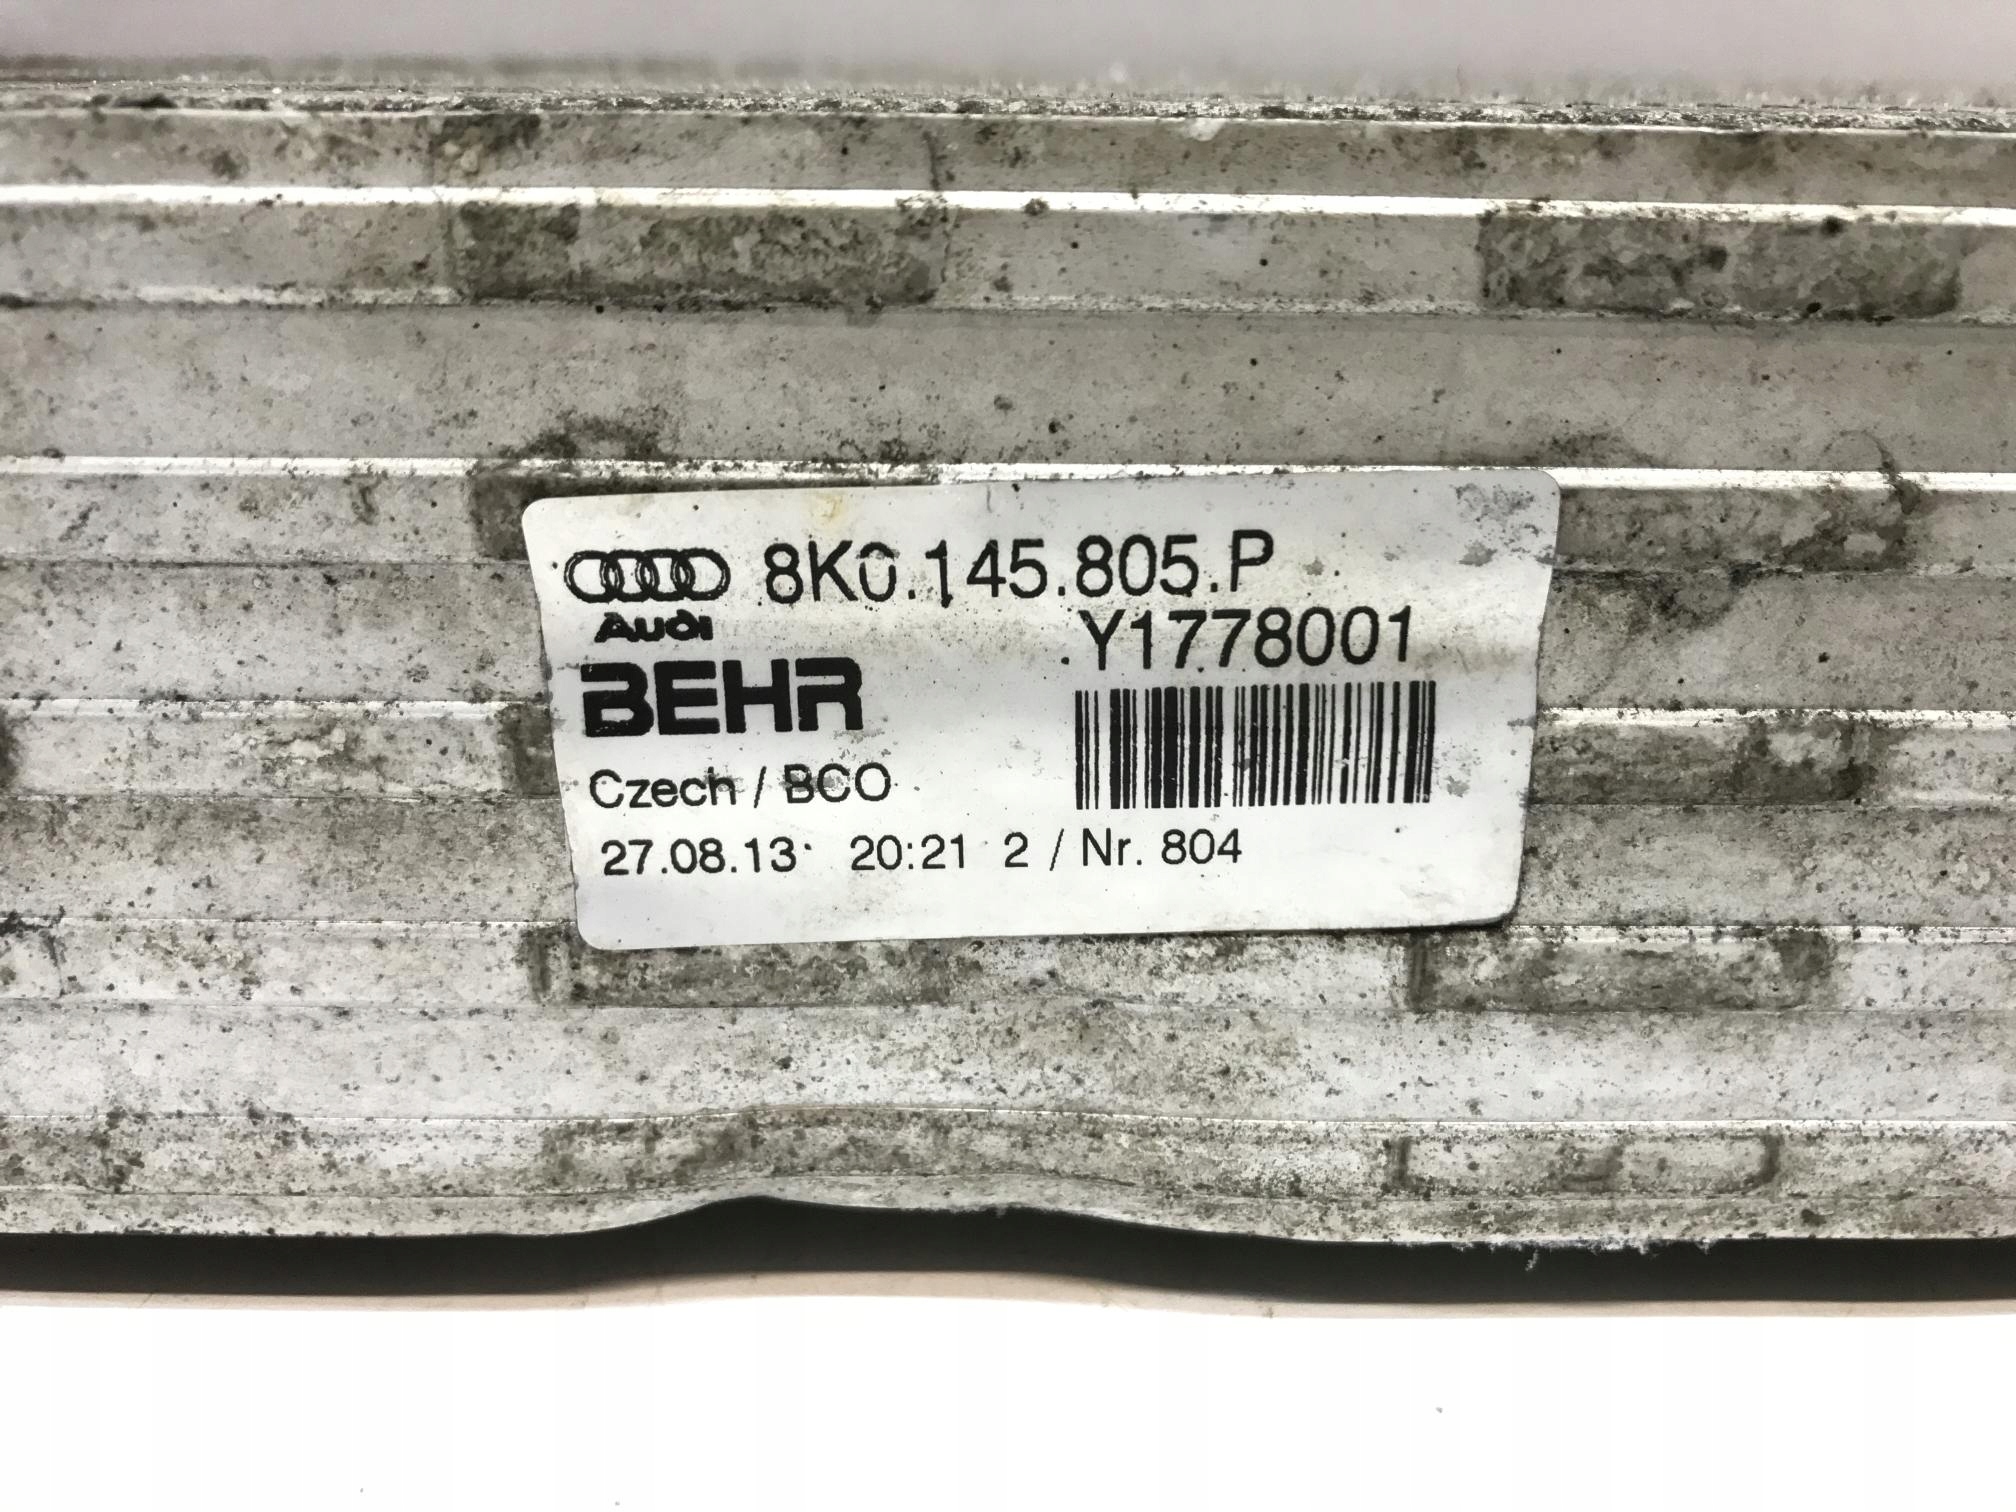 8K0.145.805.P
Audi
Y1778001
BEHR
Czech / BCO
27.08.13 20:21 2 / Nr. 804